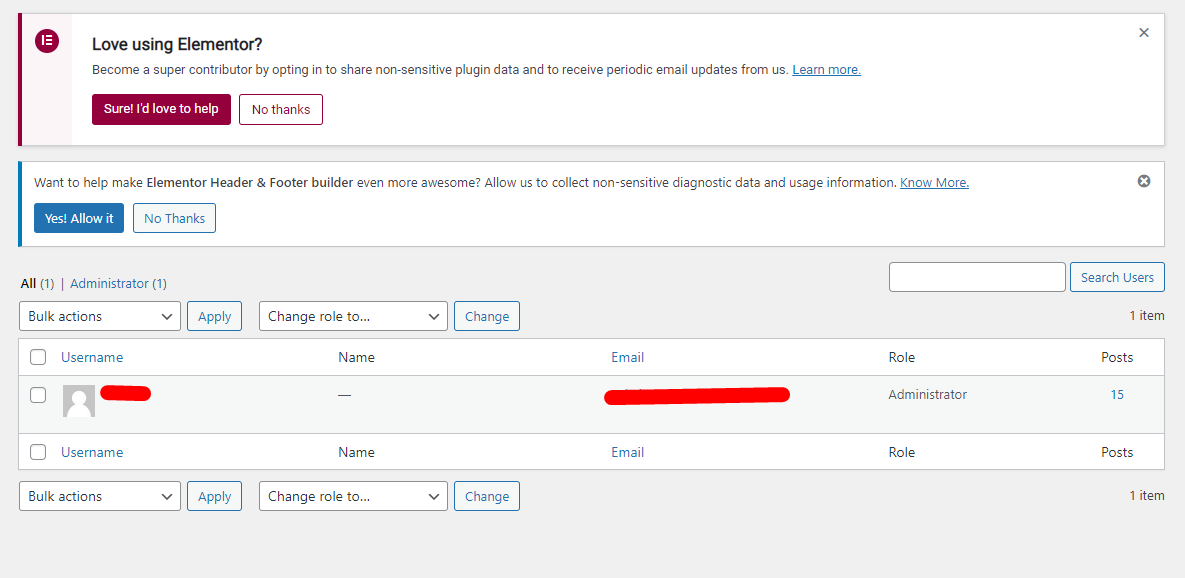 Love using Elementor?
Become a super contributor by opting in to share non-sensitive plugin data and to receive periodic email updates from us. Learn more.
Sure! I'd love to help No thanks
Want to help make Elementor Header & Footer builder even more awesome? Allow us to collect non-sensitive diagnostic data and usage information. Know More.
Yes! Allow it No Thanks
All (1) | Administrator (1) Search Users
Bulk actions Apply Change role to... Change 1 item
Username Name Email Role Posts
— Administrator 15
Username Name Email Role Posts
Bulk actions Apply Change role to... Change 1 item